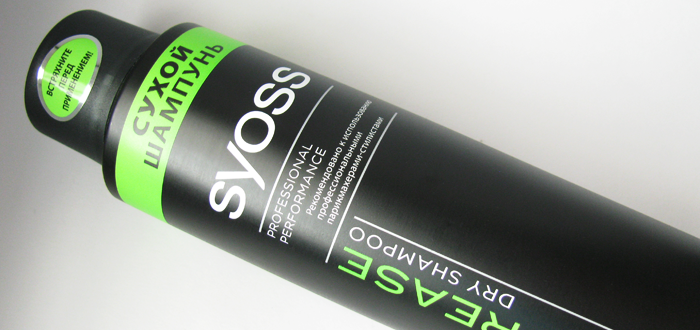 ВСТРЯХНИТЕ
ПЕРЕД
ПРИМЕНЕНИЕМ!
СУХОЙ
ШАМПУНЬ
syoss
PROFESSIONAL
PERFORMANCE
Рекомендовано к использованию
профессиональными
парикмахерами-стилистами
REASE
DRY SHAMPOO